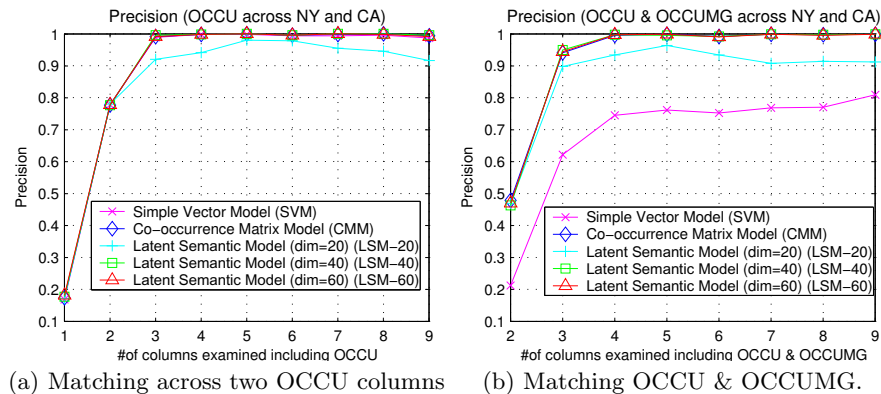 Precision (OCCU across NY and CA)
1
0.9
0.8
0.7
0.6
0.5
0.4
0.3
0.2
0.1
Precision
Simple Vector Model (SVM)
Co-occurrence Matrix Model (CMM)
Latent Semantic Model (dim=20) (LSM-20)
Latent Semantic Model (dim=40) (LSM-40)
Latent Semantic Model (dim=60) (LSM-60)
1 2 3 4 5 6 7 8 9
#of columns examined including OCCU
(a) Matching across two OCCU columns
Precision (OCCU & OCCUMG across NY and CA)
1
0.9
0.8
0.7
0.6
0.5
0.4
0.3
0.2
0.1
Precision
Simple Vector Model (SVM)
Co-occurrence Matrix Model (CMM)
Latent Semantic Model (dim=20) (LSM-20)
Latent Semantic Model (dim=40) (LSM-40)
Latent Semantic Model (dim=60) (LSM-60)
2 3 4 5 6 7 8 9
#of columns examined including OCCU & OCCUMG
(b) Matching OCCU & OCCUMG.